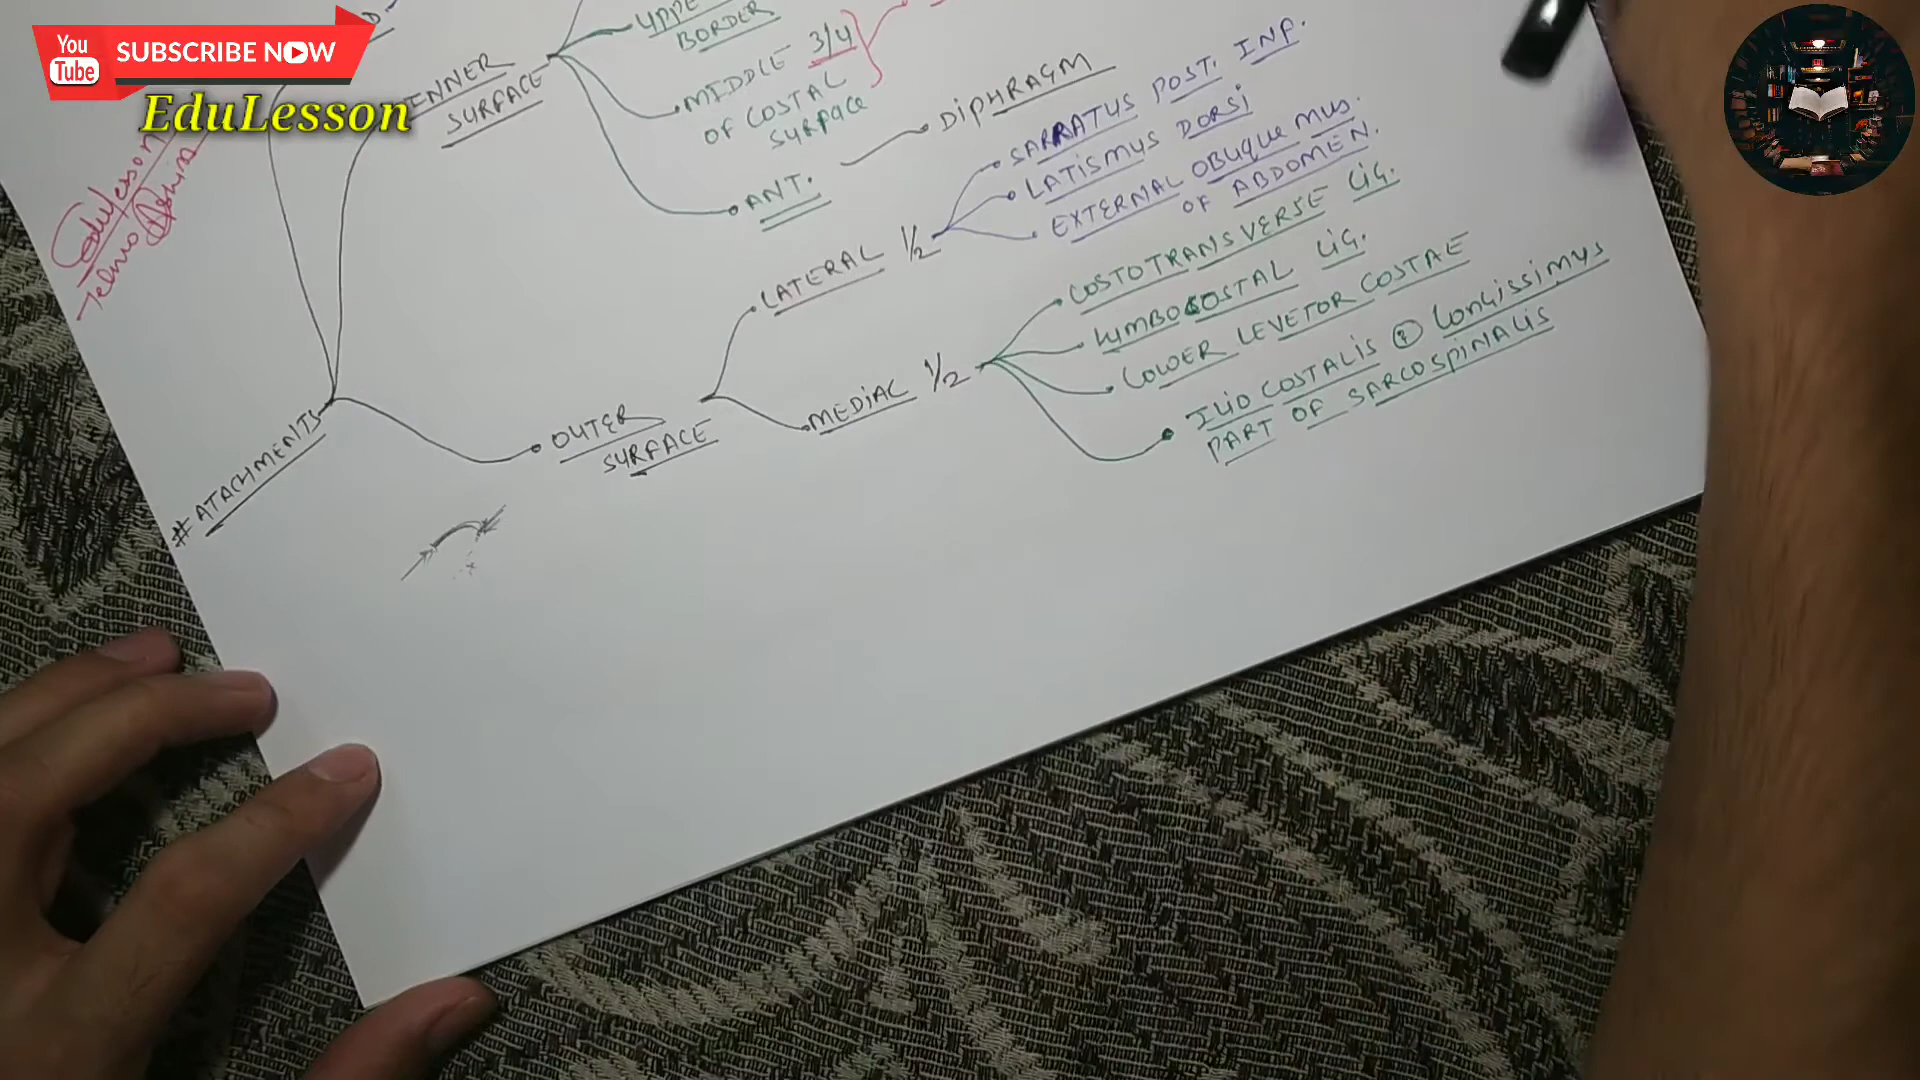 You
Tube
SUBSCRIBE NOW
EduLesson
Edulesson
BORDER
INNER
SURFACE
MIDDLE 3/4
OF COSTAL
SURFACE
ANT.
DIPHRAGM
LATERAL 1/2
SARRATUS POST. INF.
LATISMUS DORSI
EXTERNAL OBLIQUE MUS.
OF ABDOMEN.
MEDIAL 1/2
COSTOTRANSVERSE LIG.
LUMBOCOSTAL LIG.
LOWER LEVETOR COSTAE
ILIO COSTALIS & LONGISSIMUS
PART OF SARCOSPINALIS
OUTER
SURFACE
# ATACHMENTS